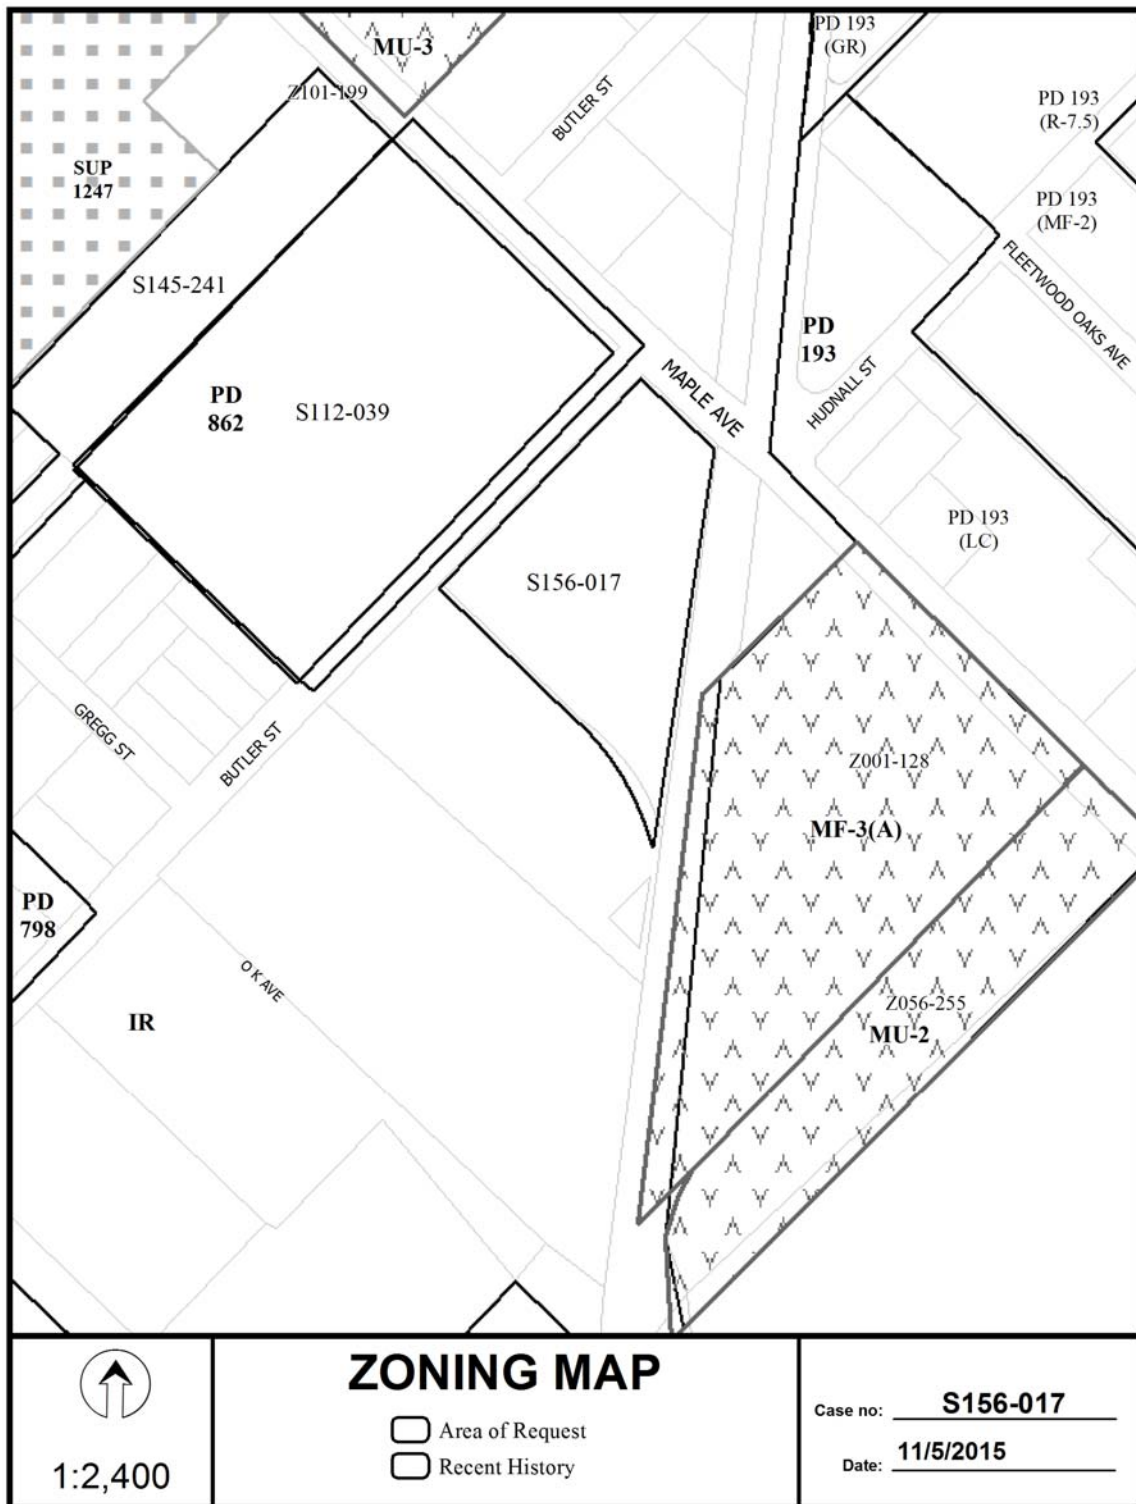 PD 193
(GR)
MU-3
Z101-199
BUTLER ST
PD 193
(R-7.5)
SUP
1247
PD 193
(MF-2)
FLEETWOOD OAKS AVE
S145-241
PD
193
PD
862
S112-039
MAPLE AVE
HUDNALL ST
PD 193
(LC)
S156-017
GREGG ST
BUTLER ST
Z001-128
MF-3(A)
PD
798
O K AVE
IR
Z056-255
MU-2
1:2,400
ZONING MAP
Area of Request
Recent History
Case no: S156-017
Date: 11/5/2015